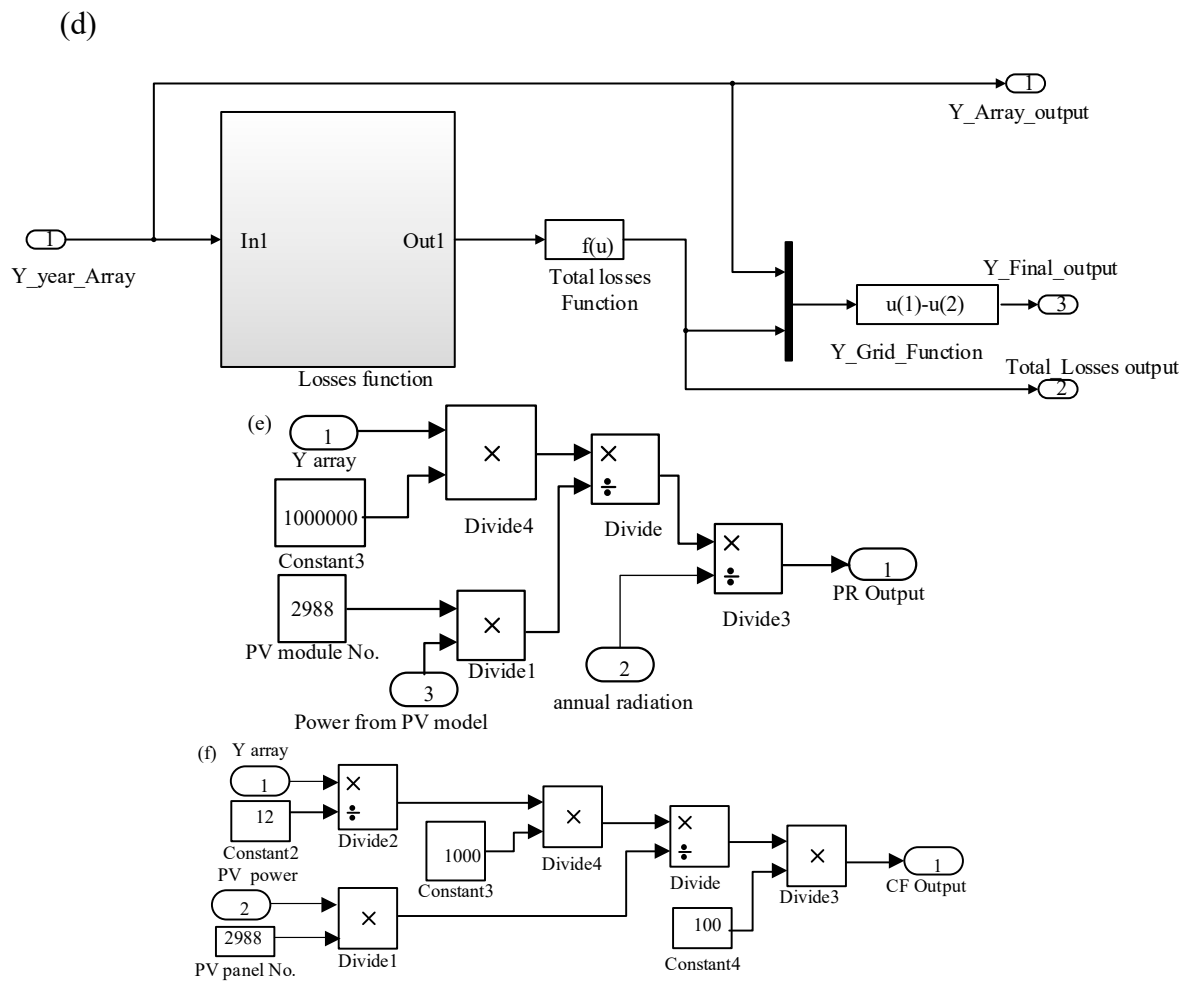 (d)
1
Y_Array_output
In1
Out1
1
Y_year_Array
f(u)
Total losses
Function
Y_Final_output
u(1)-u(2)
3
Y_Grid_Function
Total_Losses output
2
Losses function
(e)
1
Y array
×
Divide4
1000000
Constant3
×
÷
Divide
×
÷
Divide3
1
PR Output
2988
PV module No.
×
Divide1
3
Power from PV model
2
annual radiation
(f)
Y array
1
12
Constant2
×
÷
Divide2
1000
Constant3
×
Divide4
×
÷
Divide
×
Divide3
1
CF Output
PV power
2
2988
PV panel No.
×
Divide1
100
Constant4